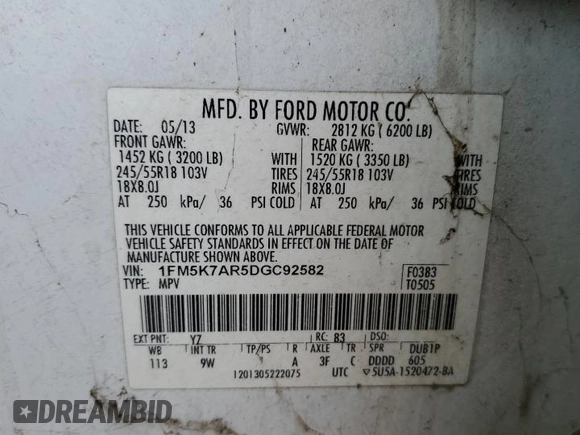 MFD. BY FORD MOTOR CO.
DATE: 05/13 GVWR: 2812 KG (6200 LB)
FRONT GAWR: REAR GAWR:
1452 KG (3200 LB) WITH 1520 KG (3350 LB) WITH
245/55R18 103V TIRES 245/55R18 103V TIRES
18X8.0J RIMS 18X8.0J RIMS
AT 250 kPa/ 36 PSI COLD AT 250 kPa/ 36 PSI COLD
THIS VEHICLE CONFORMS TO ALL APPLICABLE FEDERAL MOTOR
VEHICLE SAFETY STANDARDS IN EFFECT ON THE DATE OF
MANUFACTURE SHOWN ABOVE.
VIN: 1FM5K7AR5DGC92582 F0383
TYPE: MPV T0505
EXT PNT: YZ RC: 83 DSO:
WB INT TR TP/PS R AXLE TR SPR DUB1P
113 9W A 3F C DDDD 605
1201305222075 UTC 5U5A-1520472-BA
DREAMBID